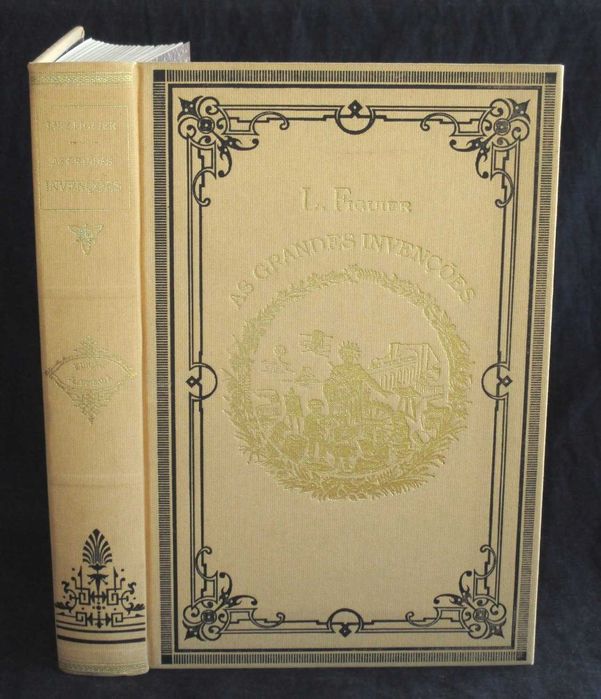 L. FIGUIER
AS GRANDES INVENÇÕES
FIGUIER
AS GRANDES
INVENÇÕES